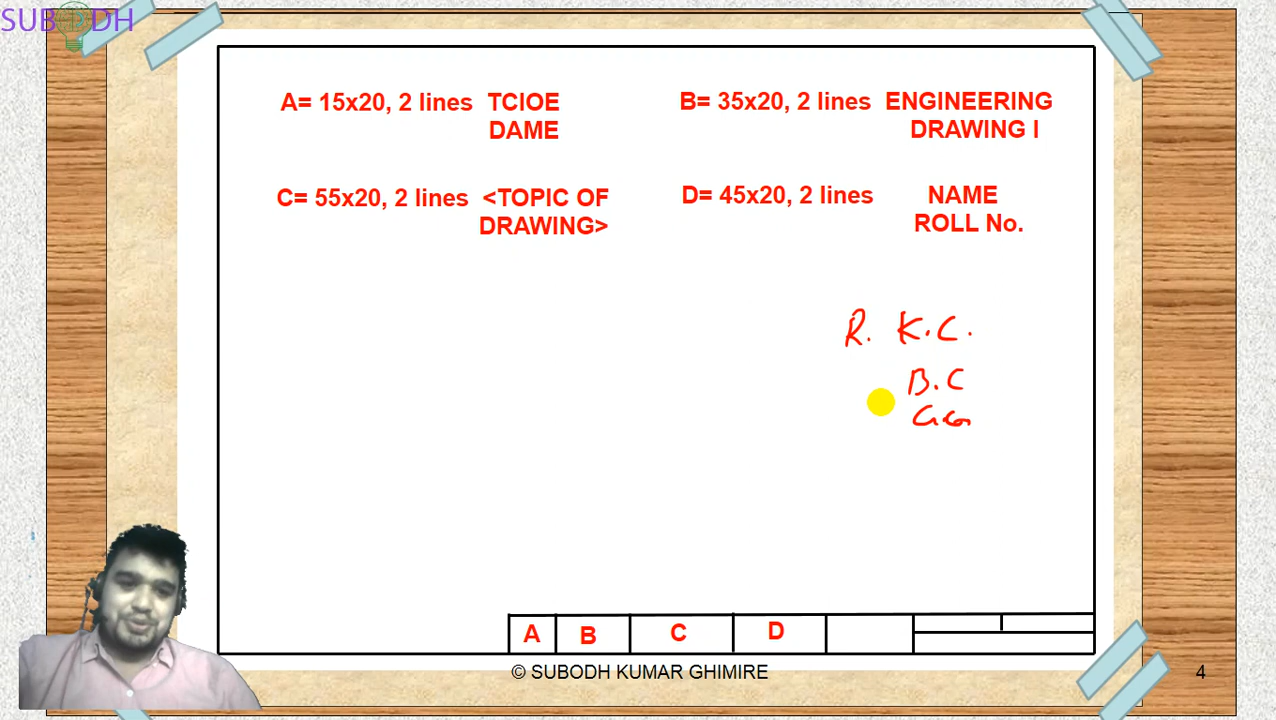 SUBODH
A= 15x20, 2 lines TCIOE
DAME
B= 35x20, 2 lines ENGINEERING
DRAWING I
C= 55x20, 2 lines <TOPIC OF
DRAWING>
D= 45x20, 2 lines NAME
ROLL No.
R. K.C.
B.C
A B C D
© SUBODH KUMAR GHIMIRE
4